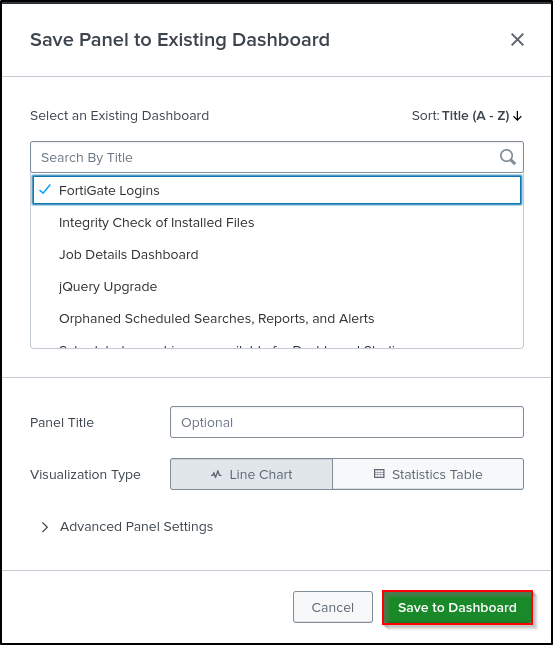 Save Panel to Existing Dashboard
Select an Existing Dashboard
Sort: Title (A - Z)
Search By Title
FortiGate Logins
Integrity Check of Installed Files
Job Details Dashboard
jQuery Upgrade
Orphaned Scheduled Searches, Reports, and Alerts
Panel Title
Optional
Visualization Type
Line Chart
Statistics Table
Advanced Panel Settings
Cancel
Save to Dashboard